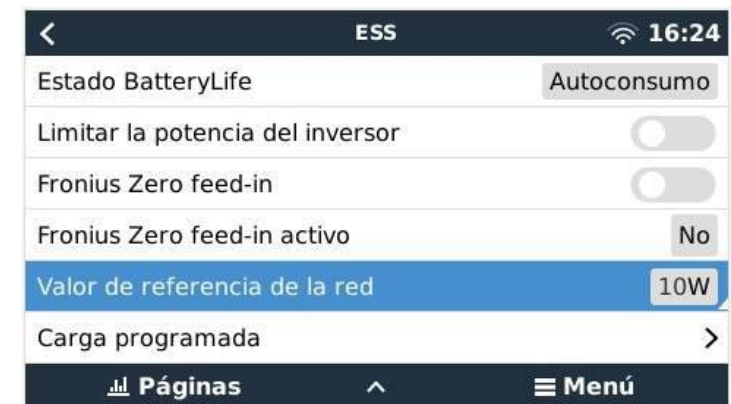 ESS 16:24
Estado BatteryLife Autoconsumo
Limitar la potencia del inversor
Fronius Zero feed-in
Fronius Zero feed-in activo No
Valor de referencia de la red 10W
Carga programada
Páginas Menú